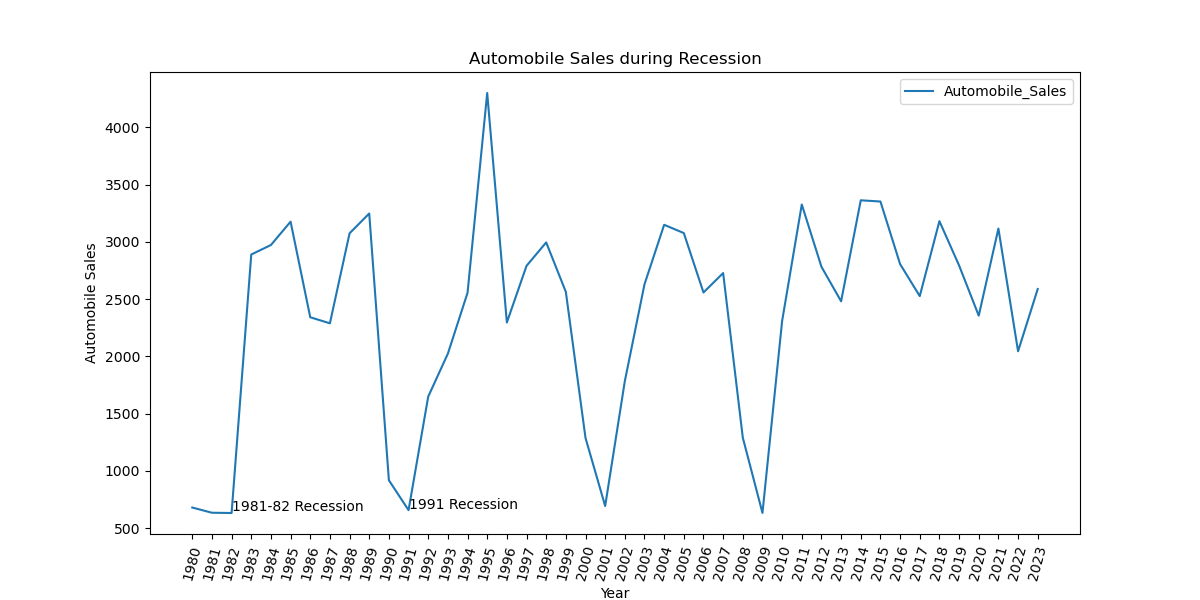 Automobile Sales during Recession
Automobile_Sales
Automobile Sales
4000
3500
3000
2500
2000
1500
1000
500
1981-82 Recession
1991 Recession
1980 1981 1982 1983 1984 1985 1986 1987 1988 1989 1990 1991 1992 1993 1994 1995 1996 1997 1998 1999 2000 2001 2002 2003 2004 2005 2006 2007 2008 2009 2010 2011 2012 2013 2014 2015 2016 2017 2018 2019 2020 2021 2022 2023
Year